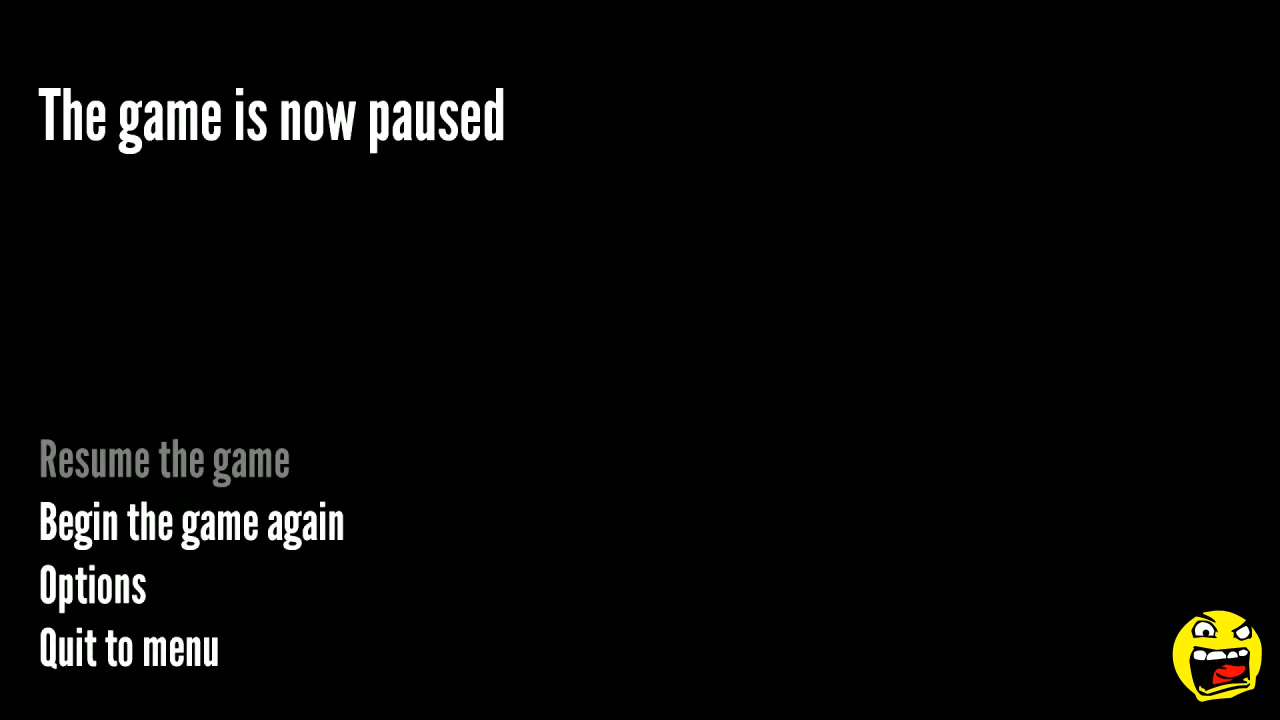 The game is now paused
Resume the game
Begin the game again
Options
Quit to menu